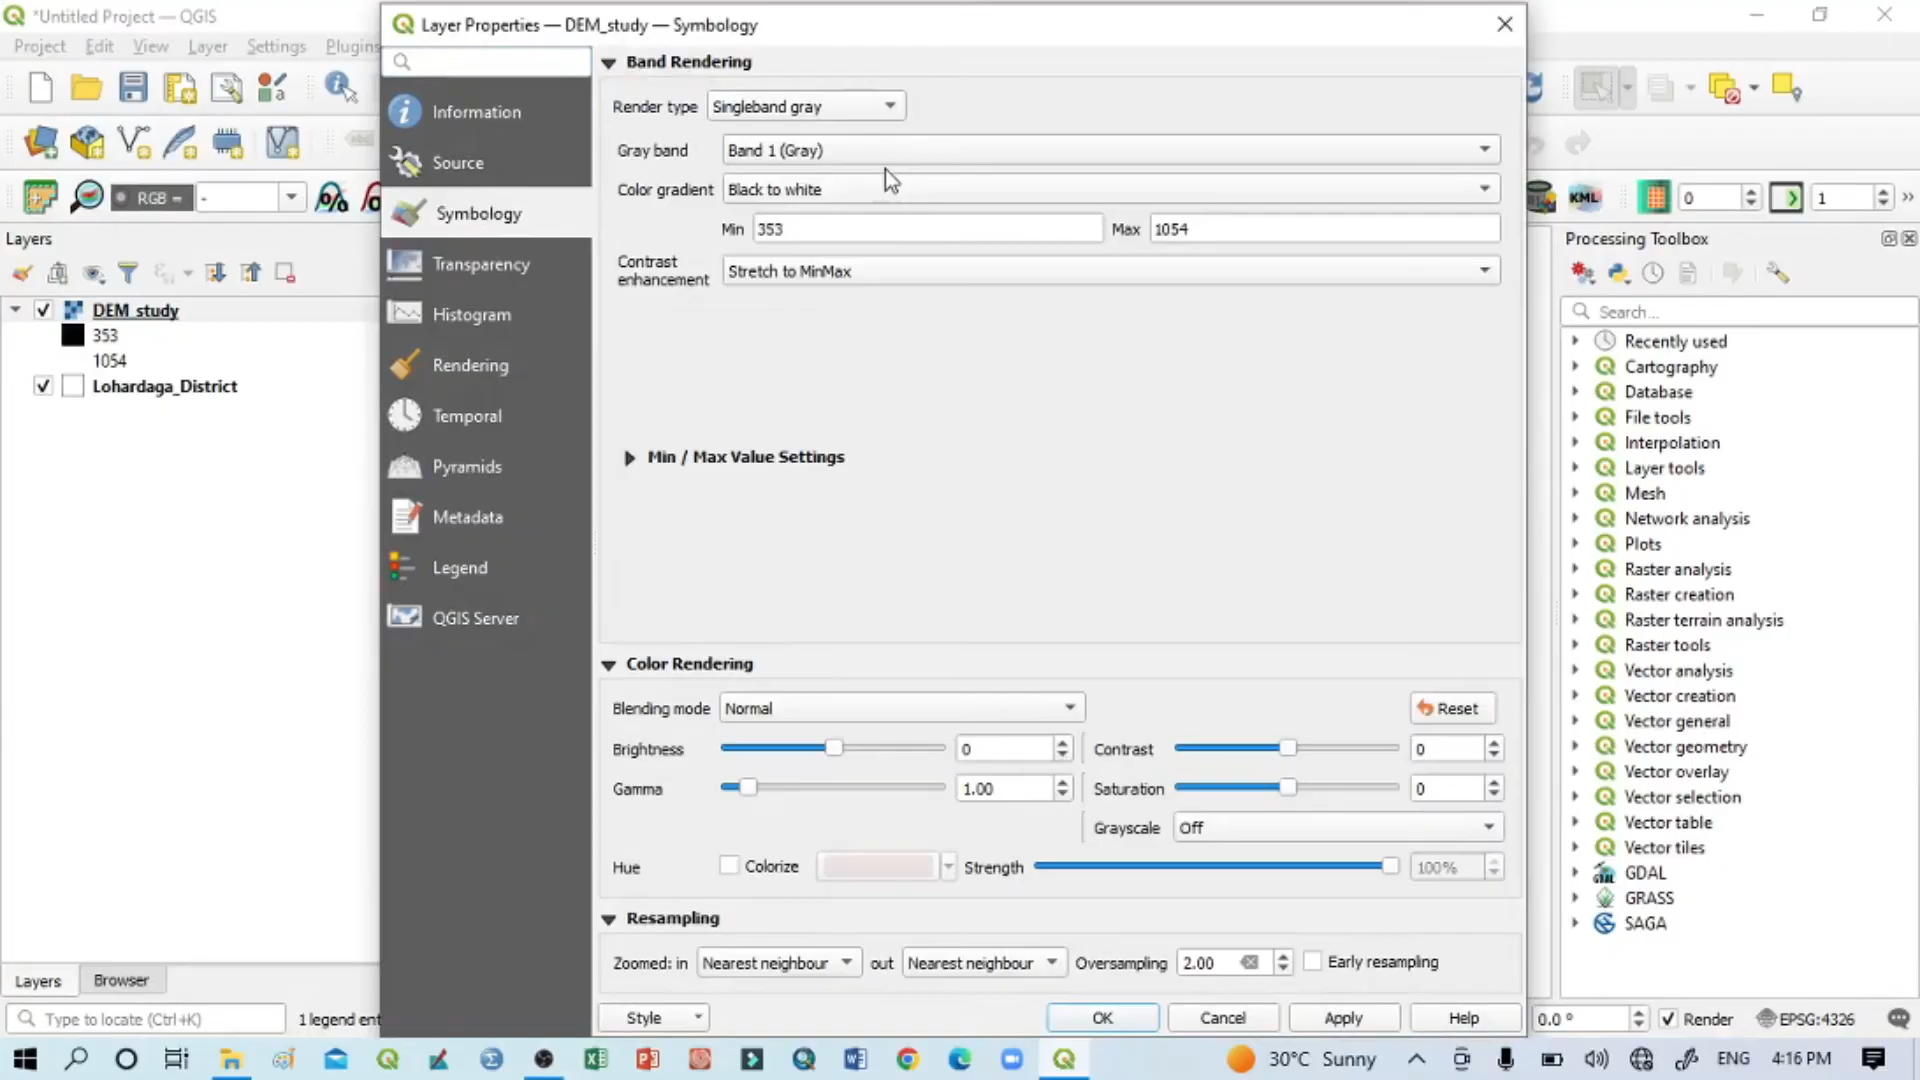 *Untitled Project — QGIS
Project Edit View Layer Settings Plugins
RGB
-
Layers
DEM_study
353
1054
Lohardaga_District
Layers Browser
Type to locate (Ctrl+K)
1 legend ent
Layer Properties — DEM_study — Symbology
Information
Source
Symbology
Transparency
Histogram
Rendering
Temporal
Pyramids
Metadata
Legend
QGIS Server
Band Rendering
Render type Singleband gray
Gray band Band 1 (Gray)
Color gradient Black to white
Min 353 Max 1054
Contrast
enhancement
Stretch to MinMax
Min / Max Value Settings
Color Rendering
Blending mode Normal Reset
Brightness 0 Contrast 0
Gamma 1.00 Saturation 0
Grayscale Off
Hue Colorize Strength 100%
Resampling
Zoomed: in Nearest neighbour out Nearest neighbour Oversampling 2.00 Early resampling
Style OK Cancel Apply Help
KML 0 1 »
Processing Toolbox
Search...
Recently used
Cartography
Database
File tools
Interpolation
Layer tools
Mesh
Network analysis
Plots
Raster analysis
Raster creation
Raster terrain analysis
Raster tools
Vector analysis
Vector creation
Vector general
Vector geometry
Vector overlay
Vector selection
Vector table
Vector tiles
GDAL
GRASS
SAGA
0.0 ° Render EPSG:4326
30°C Sunny ENG 4:16 PM